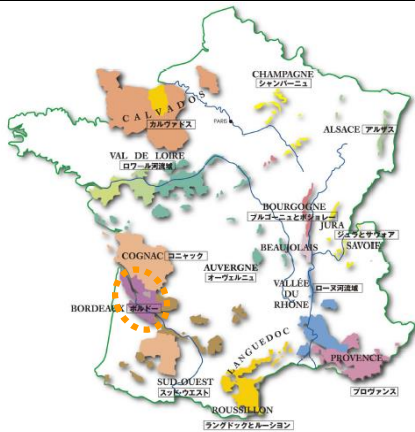 CHAMPAGNE
シャンパーニュ
CALVADOS
カルヴァドス
PARIS
ALSACE アルザス
VAL DE LOIRE
ロワール河流域
BOURGOGNE
ブルゴーニュとボジョレー
JURA
ジュラとサヴォア
SAVOIE
BEAUJOLAIS
COGNAC コニャック
AUVERGNE
オーヴェルニュ
VALLÉE
DU
RHÔNE
ローヌ河流域
BORDEAUX ボルドー
LANGUEDOC
PROVENCE
プロヴァンス
SUD-OUEST
スッド・ウエスト
ROUSSILLON
ラングドックとルーション